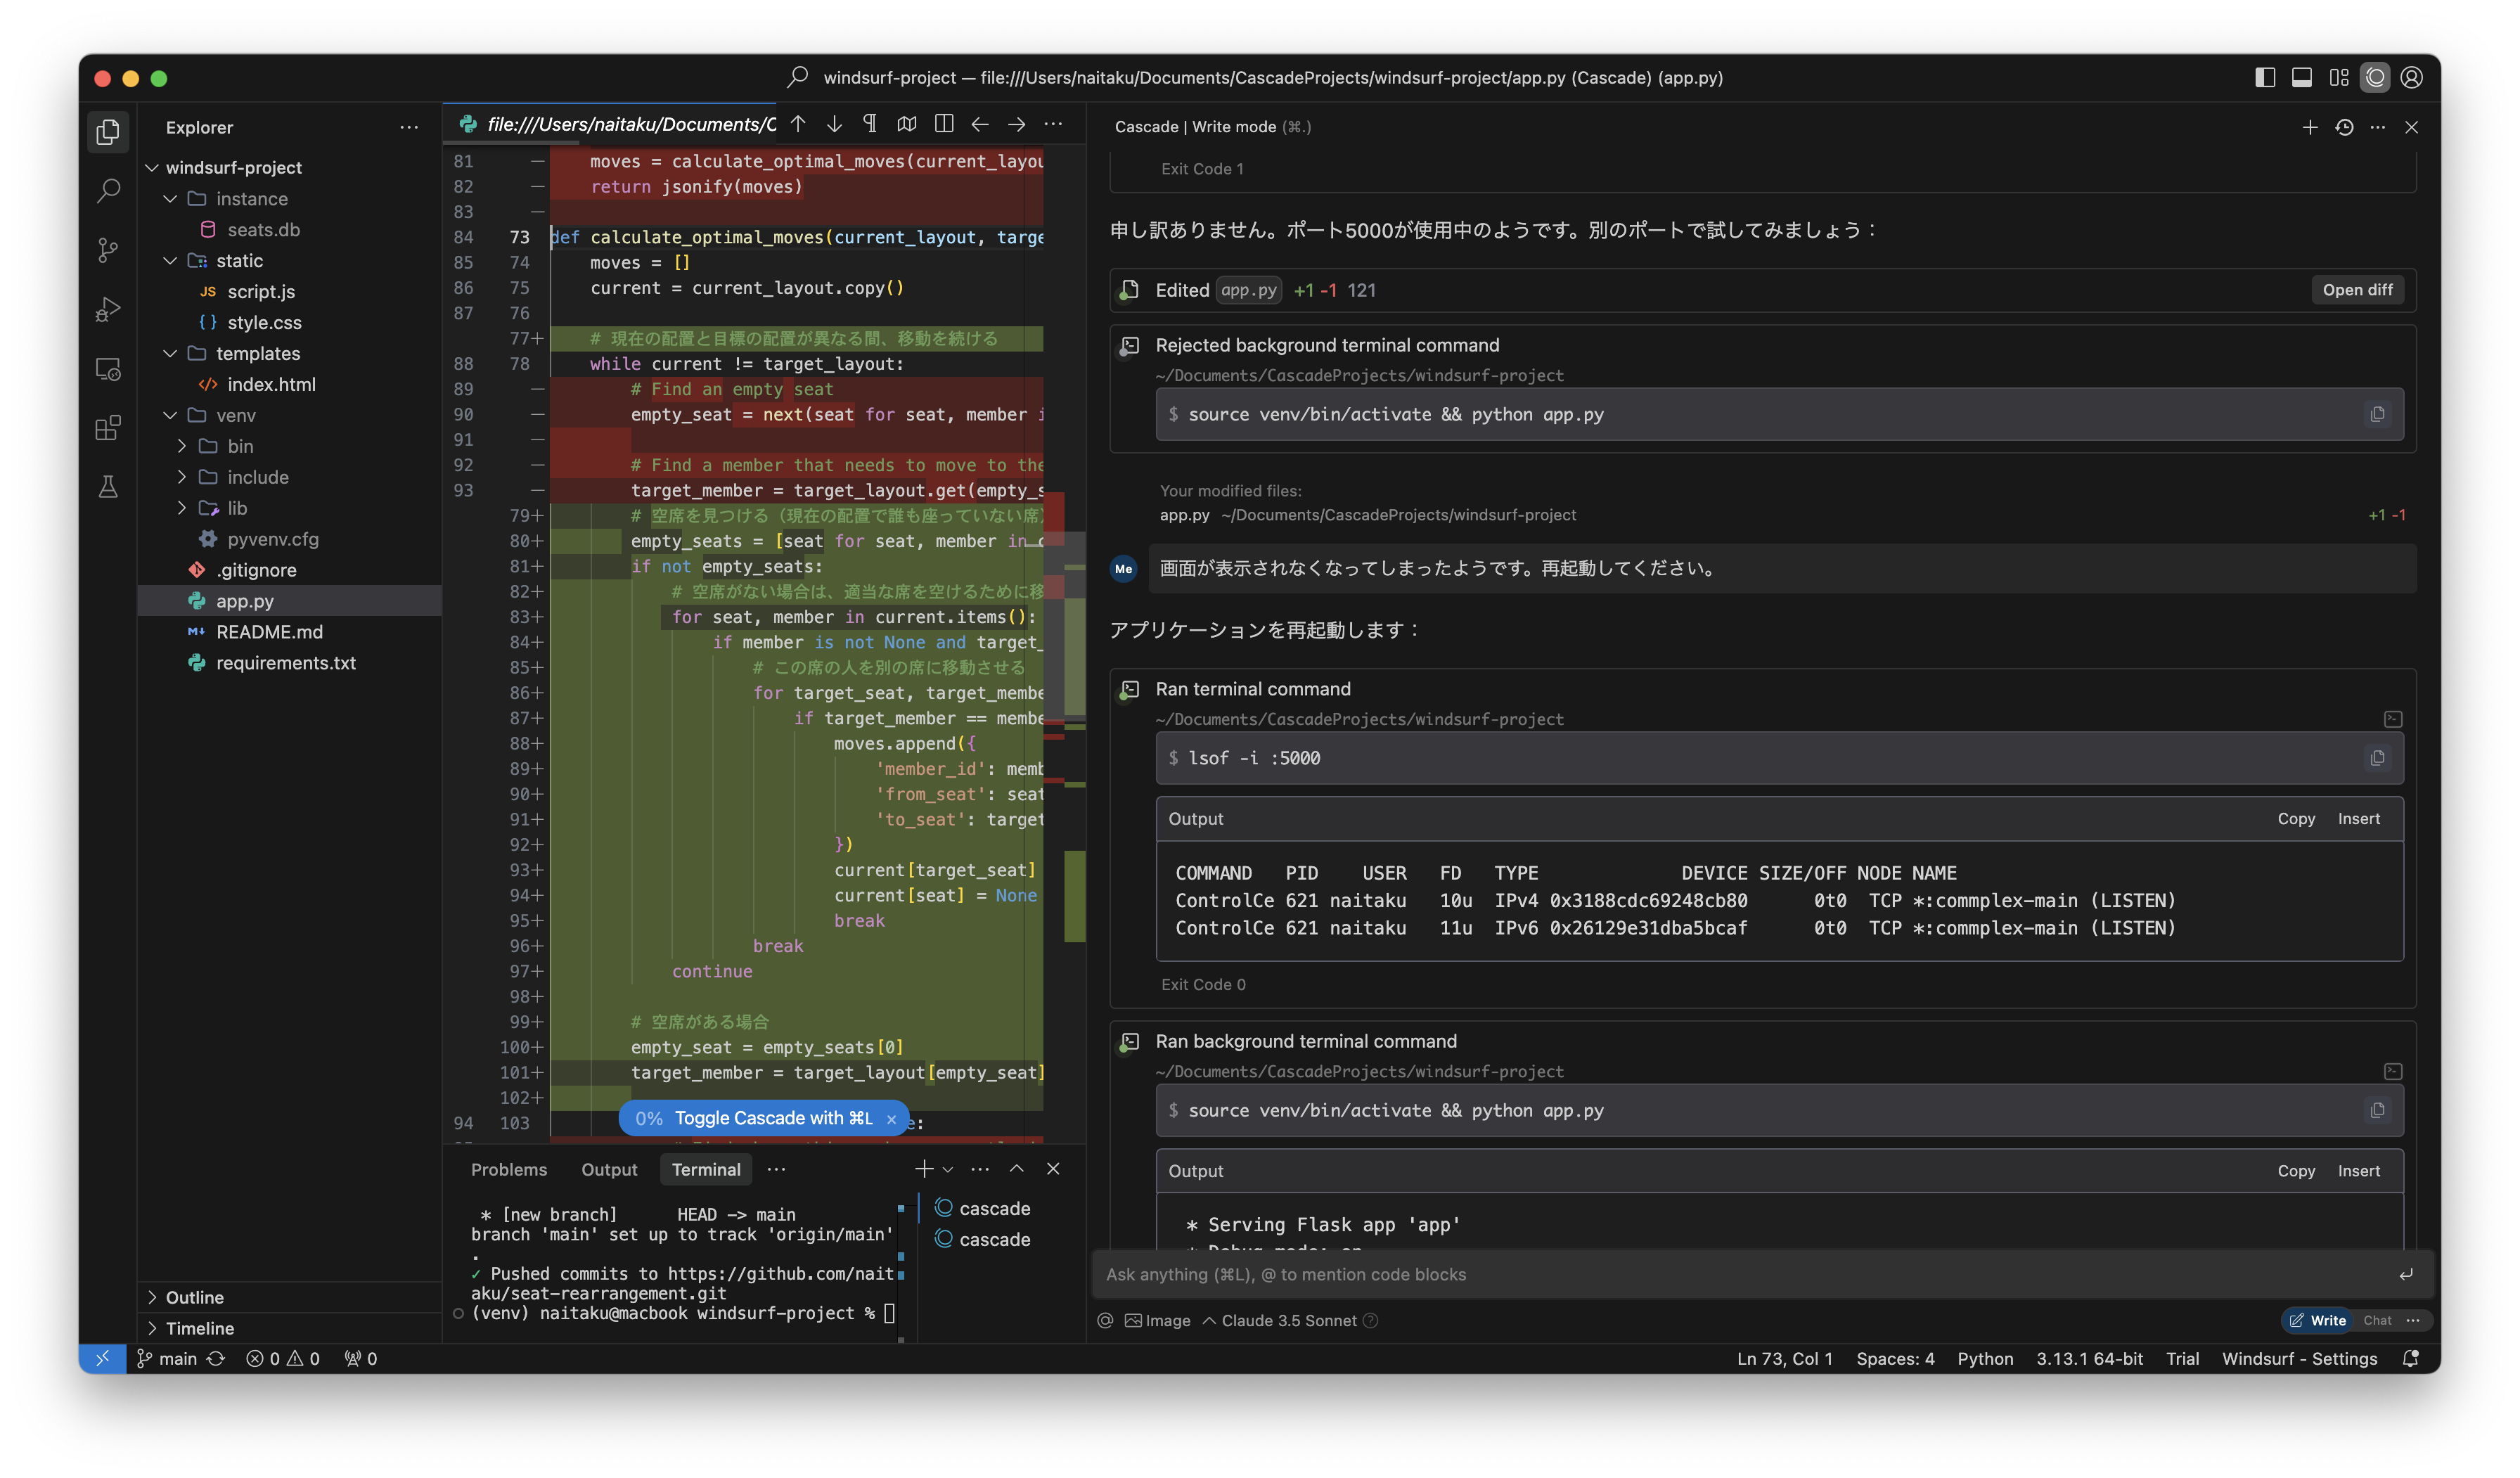 windsurf-project — file:///Users/naitaku/Documents/CascadeProjects/windsurf-project/app.py (Cascade) (app.py)
Explorer
windsurf-project
instance
seats.db
static
JS script.js
{ } style.css
templates
</> index.html
venv
bin
include
lib
pyvenv.cfg
.gitignore
app.py
README.md
requirements.txt
Outline
Timeline
file:///Users/naitaku/Documents/C
81 — moves = calculate_optimal_moves(current_layou
82 — return jsonify(moves)
83 —
84 73 def calculate_optimal_moves(current_layout, targe
85 74 moves = []
86 75 current = current_layout.copy()
87 76
77+ # 現在の配置と目標の配置が異なる間、移動を続ける
88 78 while current != target_layout:
89 — # Find an empty seat
90 — empty_seat = next(seat for seat, member i
91 —
92 — # Find a member that needs to move to the
93 — target_member = target_layout.get(empty_s
79+ # 空席を見つける（現在の配置で誰も座っていない席）
80+ empty_seats = [seat for seat, member in c
81+ if not empty_seats:
82+ # 空席がない場合は、適当な席を空けるために移
83+ for seat, member in current.items():
84+ if member is not None and target_
85+ # この席の人を別の席に移動させる
86+ for target_seat, target_membe
87+ if target_member == membe
88+ moves.append({
89+ 'member_id': memb
90+ 'from_seat': seat
91+ 'to_seat': target
92+ })
93+ current[target_seat]
94+ current[seat] = None
95+ break
96+ break
97+ continue
98+
99+ # 空席がある場合
100+ empty_seat = empty_seats[0]
101+ target_member = target_layout[empty_seat]
102+
94 103 e:
0% Toggle Cascade with ⌘L ×
Problems Output Terminal
* [new branch] HEAD -> main
branch 'main' set up to track 'origin/main'
.
✓ Pushed commits to https://github.com/nait
aku/seat-rearrangement.git
(venv) naitaku@macbook windsurf-project %
cascade
cascade
Cascade | Write mode (⌘.)
Exit Code 1
申し訳ありません。ポート5000が使用中のようです。別のポートで試してみましょう：
Edited app.py +1 -1 121 Open diff
Rejected background terminal command
~/Documents/CascadeProjects/windsurf-project
$ source venv/bin/activate && python app.py
Your modified files:
app.py ~/Documents/CascadeProjects/windsurf-project +1 -1
Me 画面が表示されなくなってしまったようです。再起動してください。
アプリケーションを再起動します：
Ran terminal command
~/Documents/CascadeProjects/windsurf-project
$ lsof -i :5000
Output Copy Insert
COMMAND PID USER FD TYPE DEVICE SIZE/OFF NODE NAME
ControlCe 621 naitaku 10u IPv4 0x3188cdc69248cb80 0t0 TCP *:commplex-main (LISTEN)
ControlCe 621 naitaku 11u IPv6 0x26129e31dba5bcaf 0t0 TCP *:commplex-main (LISTEN)
Exit Code 0
Ran background terminal command
~/Documents/CascadeProjects/windsurf-project
$ source venv/bin/activate && python app.py
Output Copy Insert
* Serving Flask app 'app'
* Debug mode: on
Ask anything (⌘L), @ to mention code blocks
Image Claude 3.5 Sonnet
Write Chat
main 0 0 0
Ln 73, Col 1 Spaces: 4 Python 3.13.1 64-bit Trial Windsurf - Settings